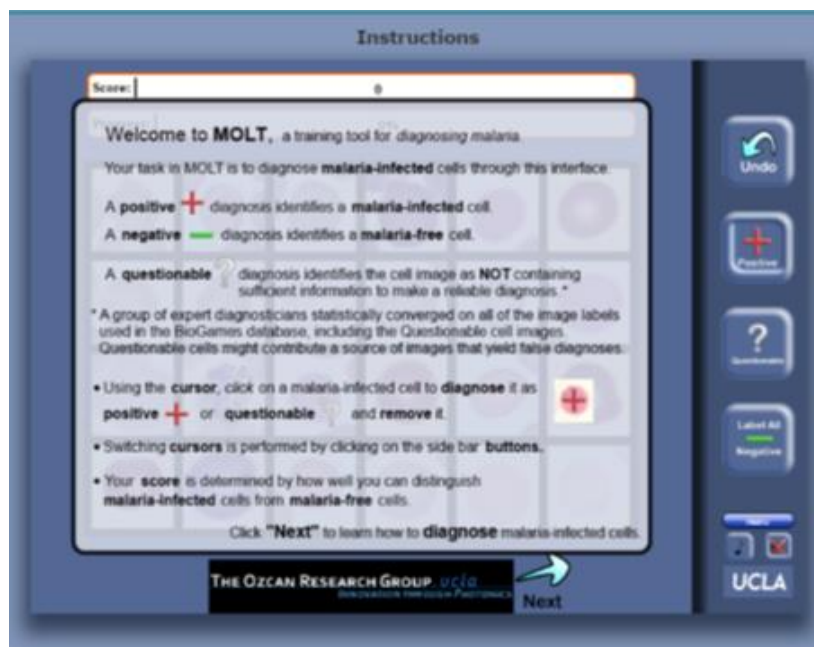 Instructions
Score: 0
Welcome to MOLT, a training tool for diagnosing malaria.
Your task in MOLT is to diagnose malaria-infected cells through this interface.
A positive + diagnosis identifies a malaria-infected cell.
A negative − diagnosis identifies a malaria-free cell.
A questionable ? diagnosis identifies the cell image as NOT containing
sufficient information to make a reliable diagnosis. *
* A group of expert diagnosticians statistically converged on all of the image labels
used in the BioGames database, including the Questionable cell images.
Questionable cells might contribute a source of images that yield false diagnoses.
• Using the cursor, click on a malaria-infected cell to diagnose it as
positive + or questionable ? and remove it.
• Switching cursors is performed by clicking on the side bar buttons.
• Your score is determined by how well you can distinguish
malaria-infected cells from malaria-free cells.
Click "Next" to learn how to diagnose malaria-infected cells.
THE OZCAN RESEARCH GROUP ucla
INNOVATION THROUGH PHOTONICS
Next
Undo
+
Positive
?
Questionable
Label All
−
Negative
UCLA